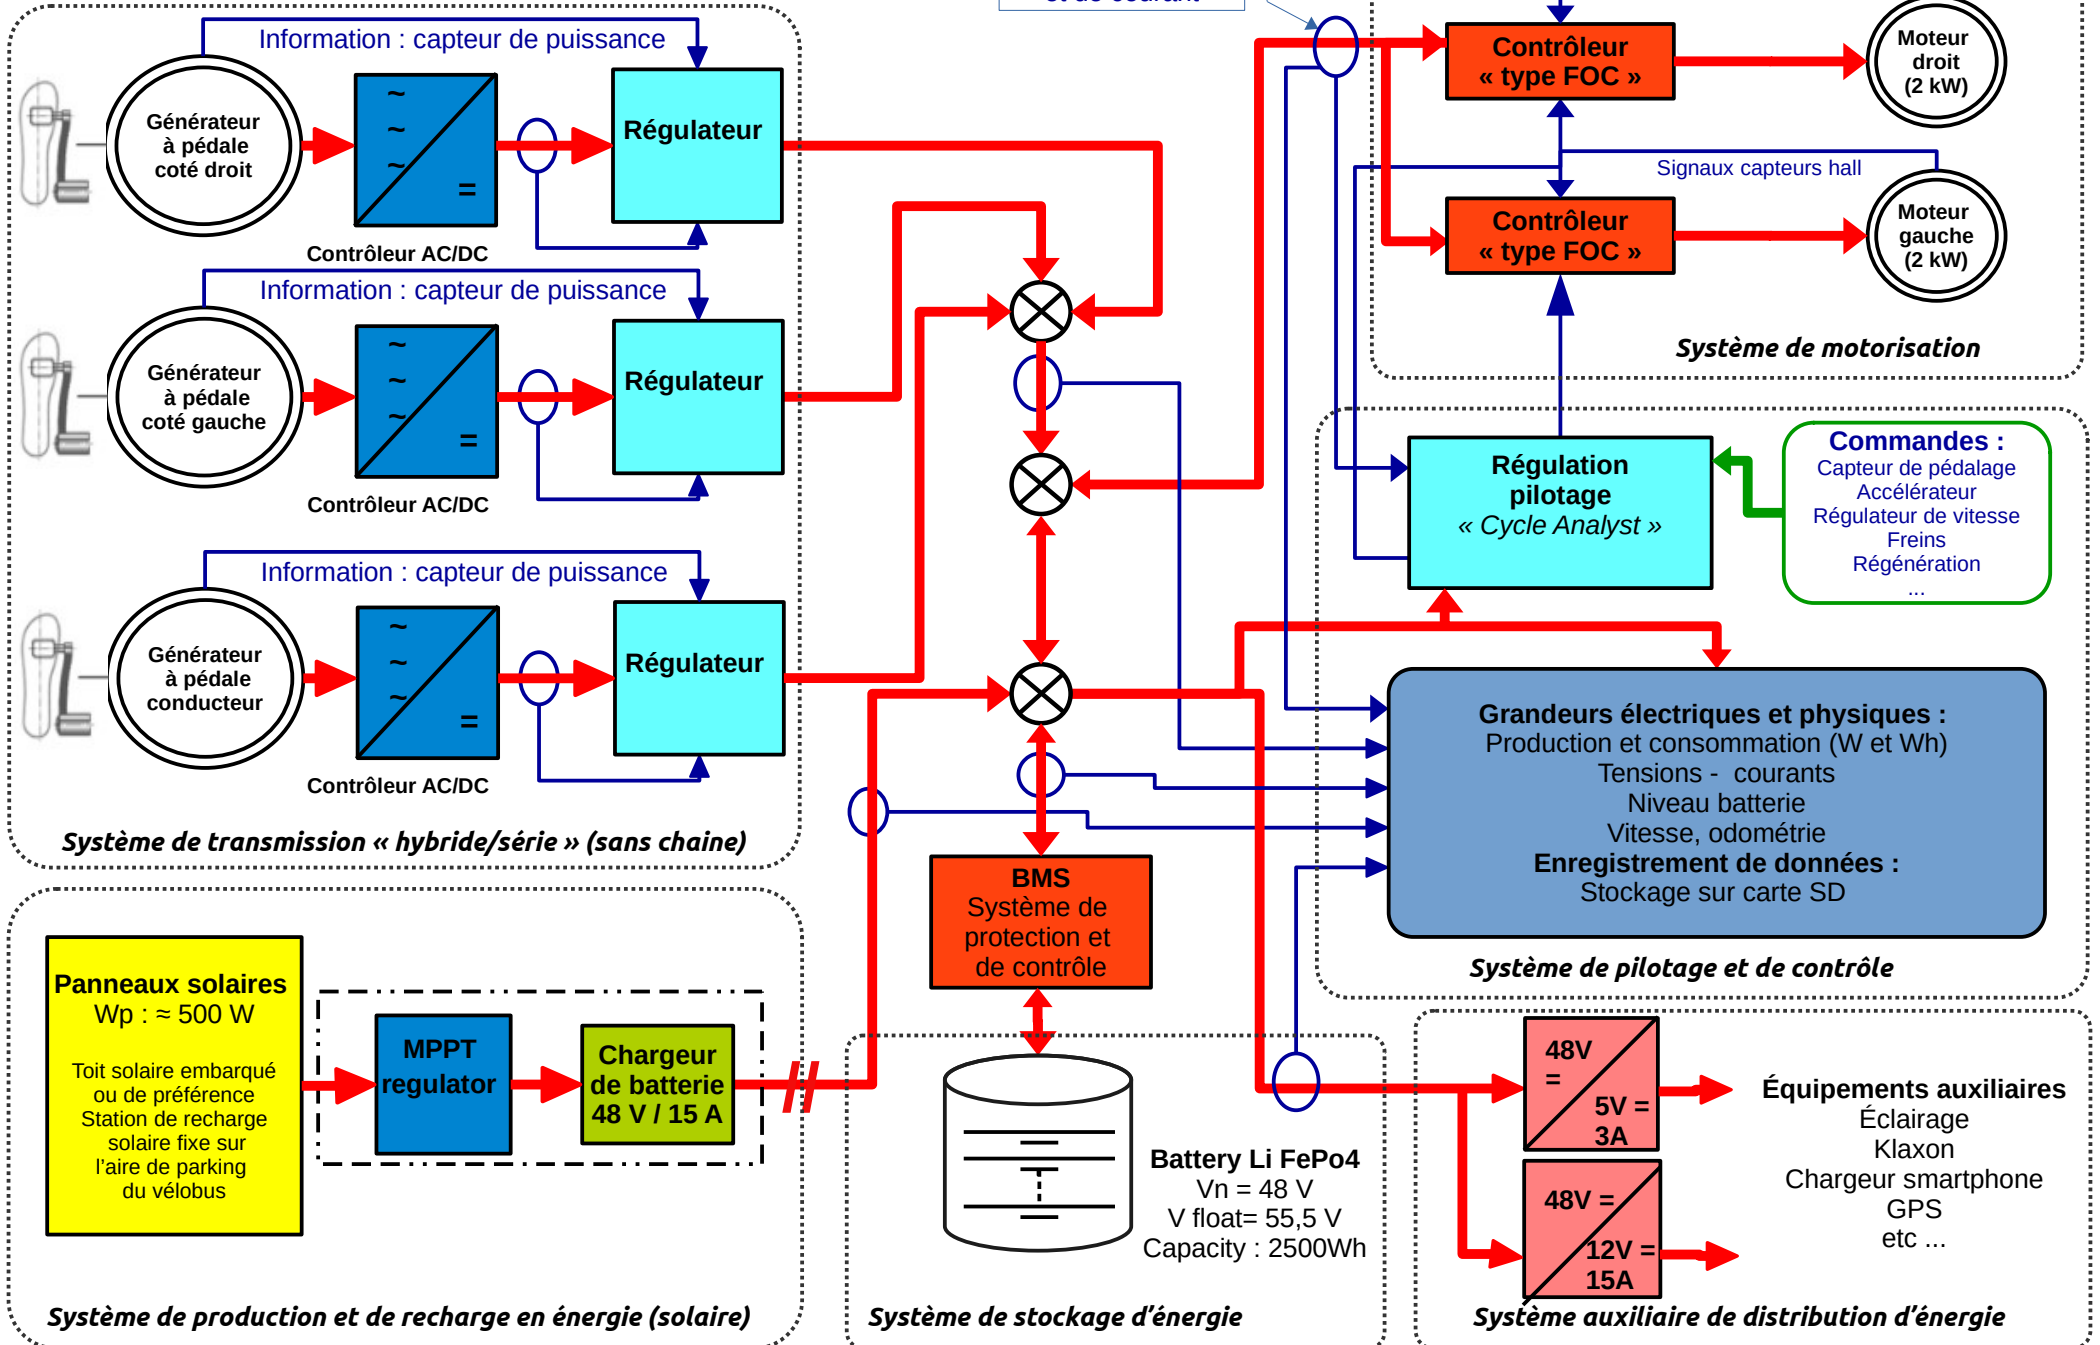 et de courant
Information : capteur de puissance
Générateur
à pédale
coté droit
~
~
~
=
Contrôleur AC/DC
Régulateur
Information : capteur de puissance
Générateur
à pédale
coté gauche
~
~
~
=
Contrôleur AC/DC
Régulateur
Information : capteur de puissance
Générateur
à pédale
conducteur
~
~
~
=
Contrôleur AC/DC
Régulateur
Système de transmission « hybride/série » (sans chaine)
Contrôleur
« type FOC »
Moteur
droit
(2 kW)
Signaux capteurs hall
Contrôleur
« type FOC »
Moteur
gauche
(2 kW)
Système de motorisation
Régulation
pilotage
« Cycle Analyst »
Commandes :
Capteur de pédalage
Accélérateur
Régulateur de vitesse
Freins
Régénération
...
Grandeurs électriques et physiques :
Production et consommation (W et Wh)
Tensions - courants
Niveau batterie
Vitesse, odométrie
Enregistrement de données :
Stockage sur carte SD
Système de pilotage et de contrôle
Panneaux solaires
Wp : ≈ 500 W
Toit solaire embarqué
ou de préférence
Station de recharge
solaire fixe sur
l'aire de parking
du vélobus
MPPT
regulator
Chargeur
de batterie
48 V / 15 A
Système de production et de recharge en énergie (solaire)
BMS
Système de
protection et
de contrôle
Battery Li FePo4
Vn = 48 V
V float= 55,5 V
Capacity : 2500Wh
Système de stockage d'énergie
48V
=
5V =
3A
48V =
12V =
15A
Équipements auxiliaires
Éclairage
Klaxon
Chargeur smartphone
GPS
etc ...
Système auxiliaire de distribution d'énergie